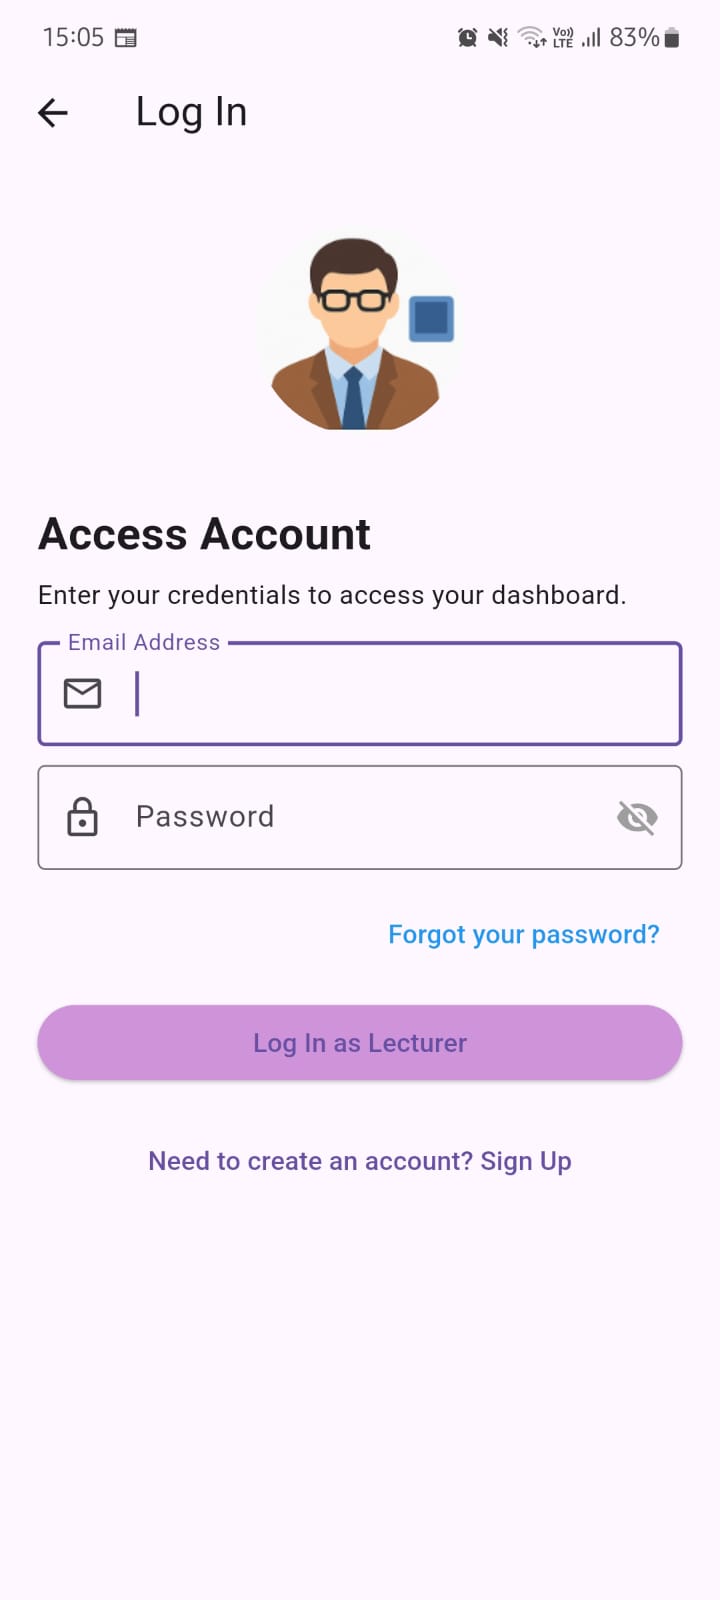 15:05 Vo)) LTE 83%
Log In
Access Account
Enter your credentials to access your dashboard.
Email Address
Password
Forgot your password?
Log In as Lecturer
Need to create an account? Sign Up